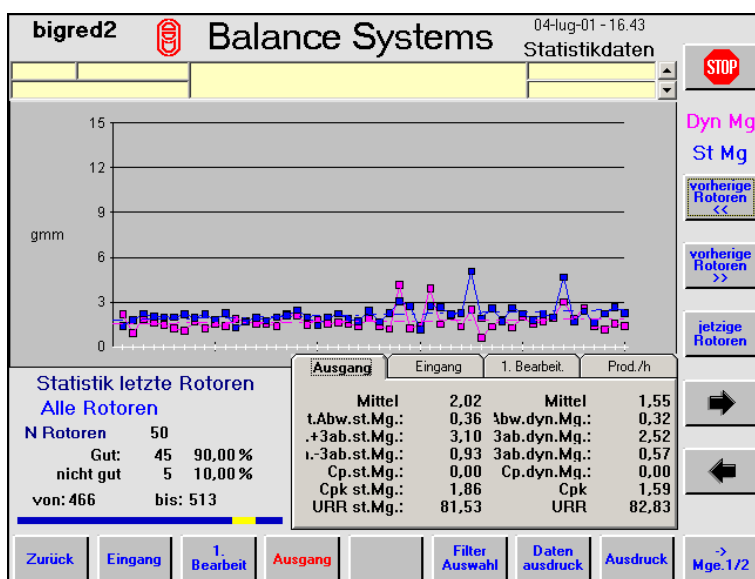 bigred2
Balance Systems
04-lug-01 - 16.43
Statistikdaten
STOP
Dyn Mg
St Mg
vorherige
Rotoren
<<
vorherige
Rotoren
>>
jetzige
Rotoren
15
12
9
gmm
6
3
0
Statistik letzte Rotoren
Alle Rotoren
N Rotoren 50
Gut: 45 90,00 %
nicht gut 5 10,00 %
von: 466 bis: 513
Ausgang Eingang 1. Bearbeit. Prod./h
Mittel 2,02 Mittel 1,55
t.Abw.st.Mg.: 0,36 Abw.dyn.Mg.: 0,32
.+3ab.st.Mg.: 3,10 3ab.dyn.Mg.: 2,52
.-3ab.st.Mg.: 0,93 3ab.dyn.Mg.: 0,57
Cp.st.Mg.: 0,00 Cp.dyn.Mg.: 0,00
Cpk st.Mg.: 1,86 Cpk 1,59
URR st.Mg.: 81,53 URR 82,83
Zurück
Eingang
1.
Bearbeit
Ausgang
Filter
Auswahl
Daten
ausdruck
Ausdruck
->
Mge.1/2